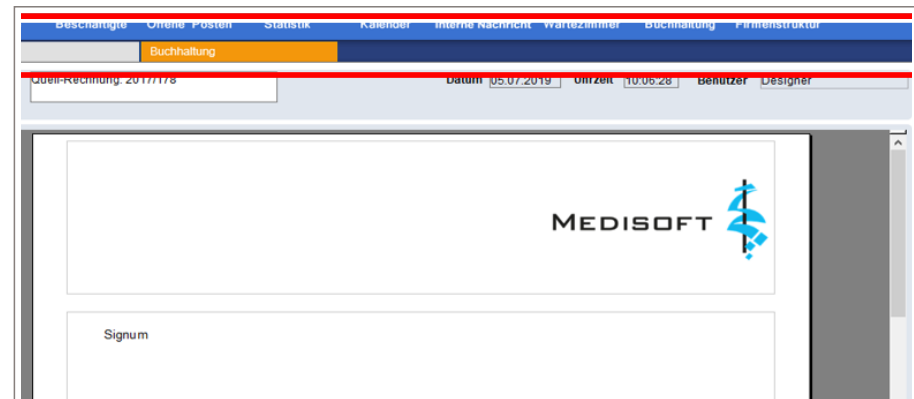 Beschäftigte Offene Posten Statistik Kalender Interne Nachricht Wartezimmer Buchhaltung Firmenstruktur
Buchhaltung
Quell-Rechnung: 2017/178 Datum 05.07.2019 Uhrzeit 10:06:28 Benutzer Designer
MEDISOFT
Signum